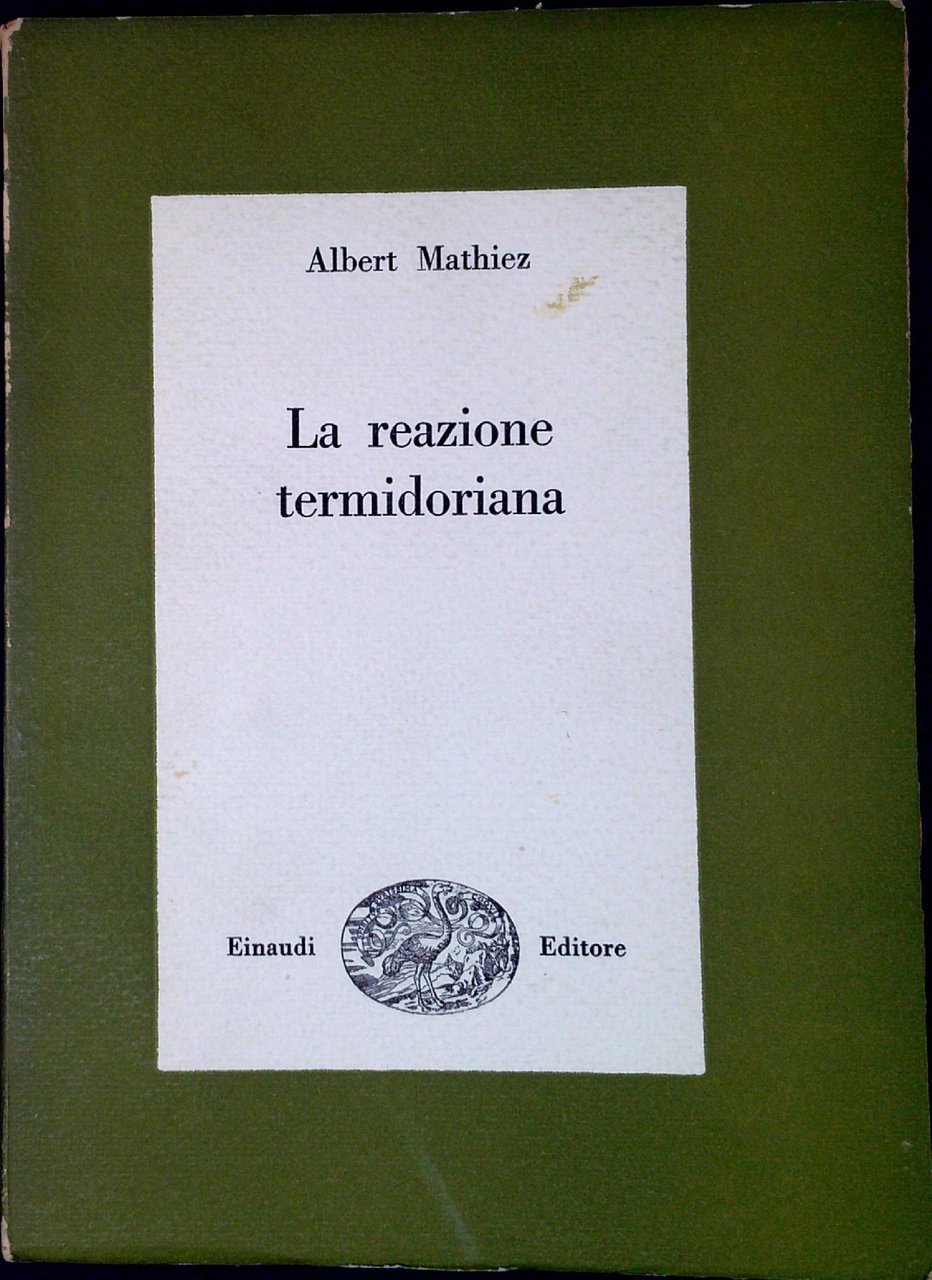 Albert Mathiez
La reazione
termidoriana
Einaudi Editore